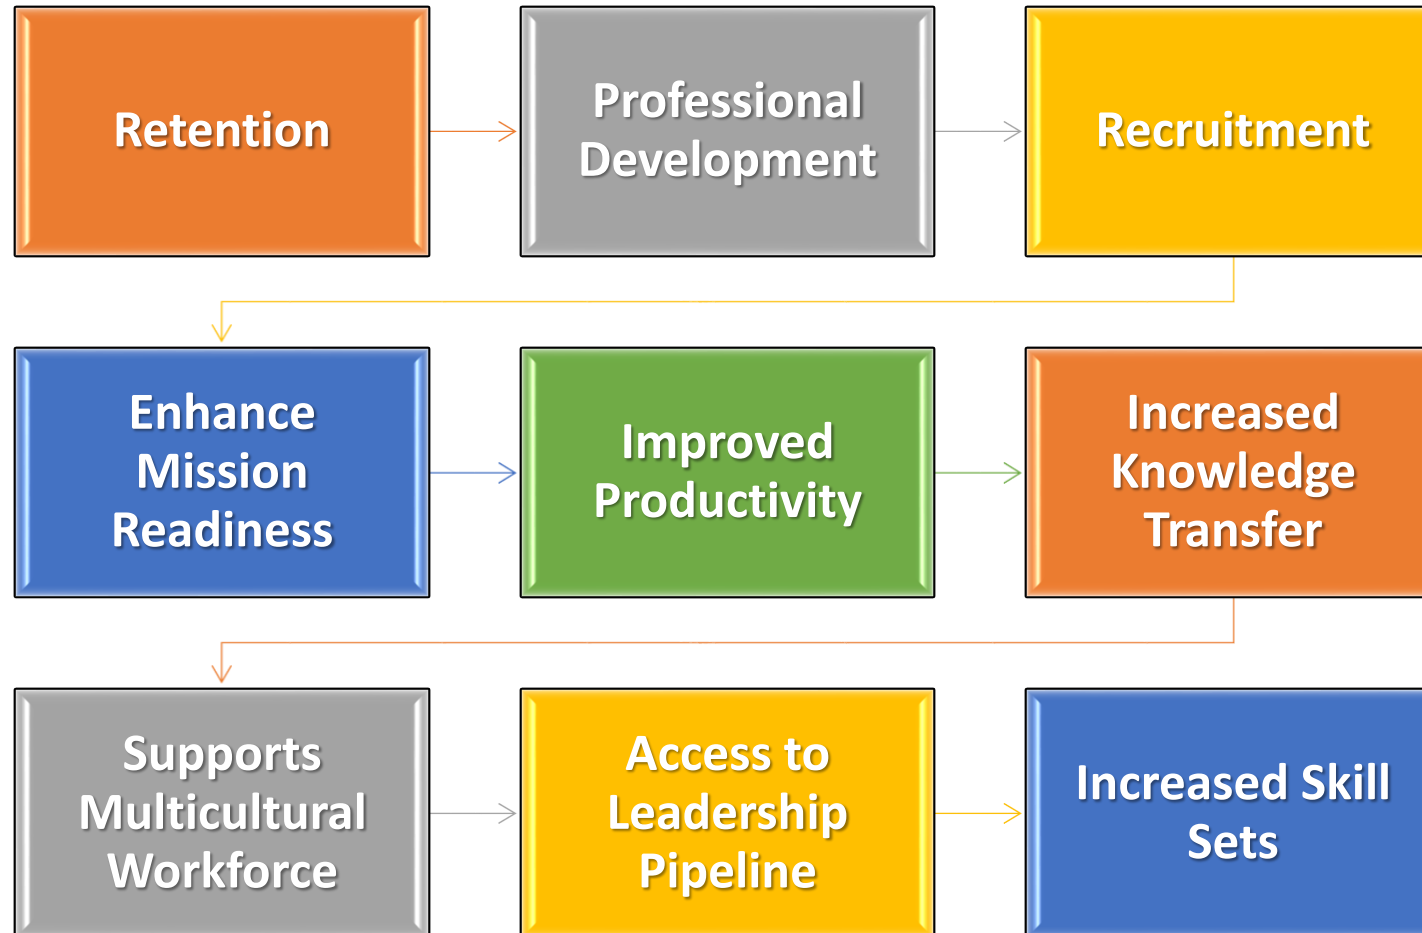 Retention
Professional
Development
Recruitment
Enhance
Mission
Readiness
Improved
Productivity
Increased
Knowledge
Transfer
Supports
Multicultural
Workforce
Access to
Leadership
Pipeline
Increased Skill
Sets